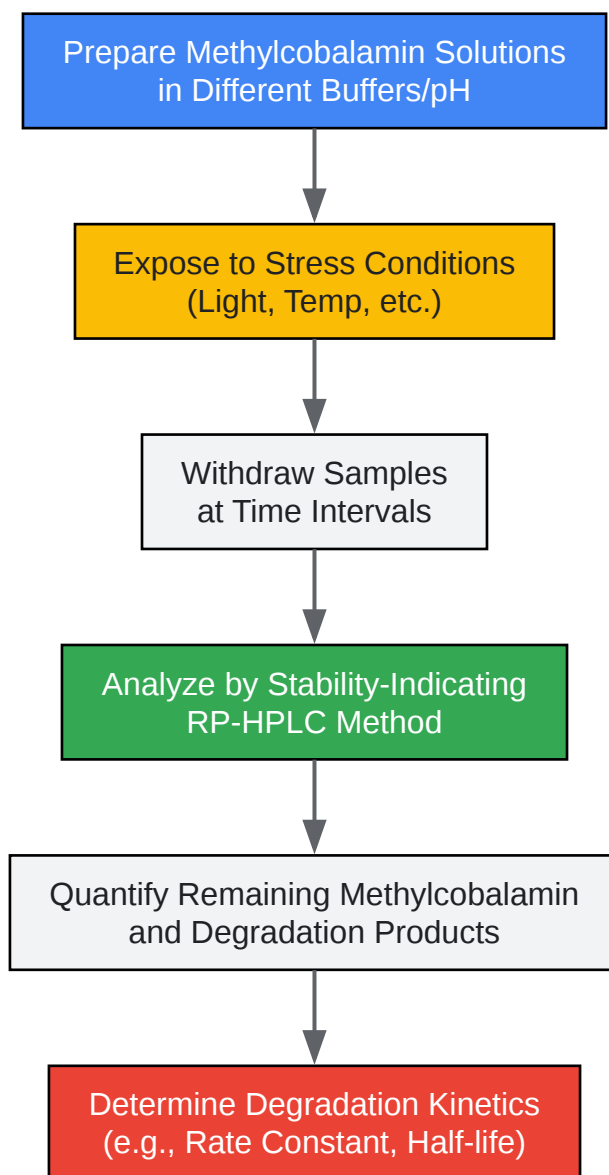 Prepare Methylcobalamin Solutions
in Different Buffers/pH
Expose to Stress Conditions
(Light, Temp, etc.)
Withdraw Samples
at Time Intervals
Analyze by Stability-Indicating
RP-HPLC Method
Quantify Remaining Methylcobalamin
and Degradation Products
Determine Degradation Kinetics
(e.g., Rate Constant, Half-life)